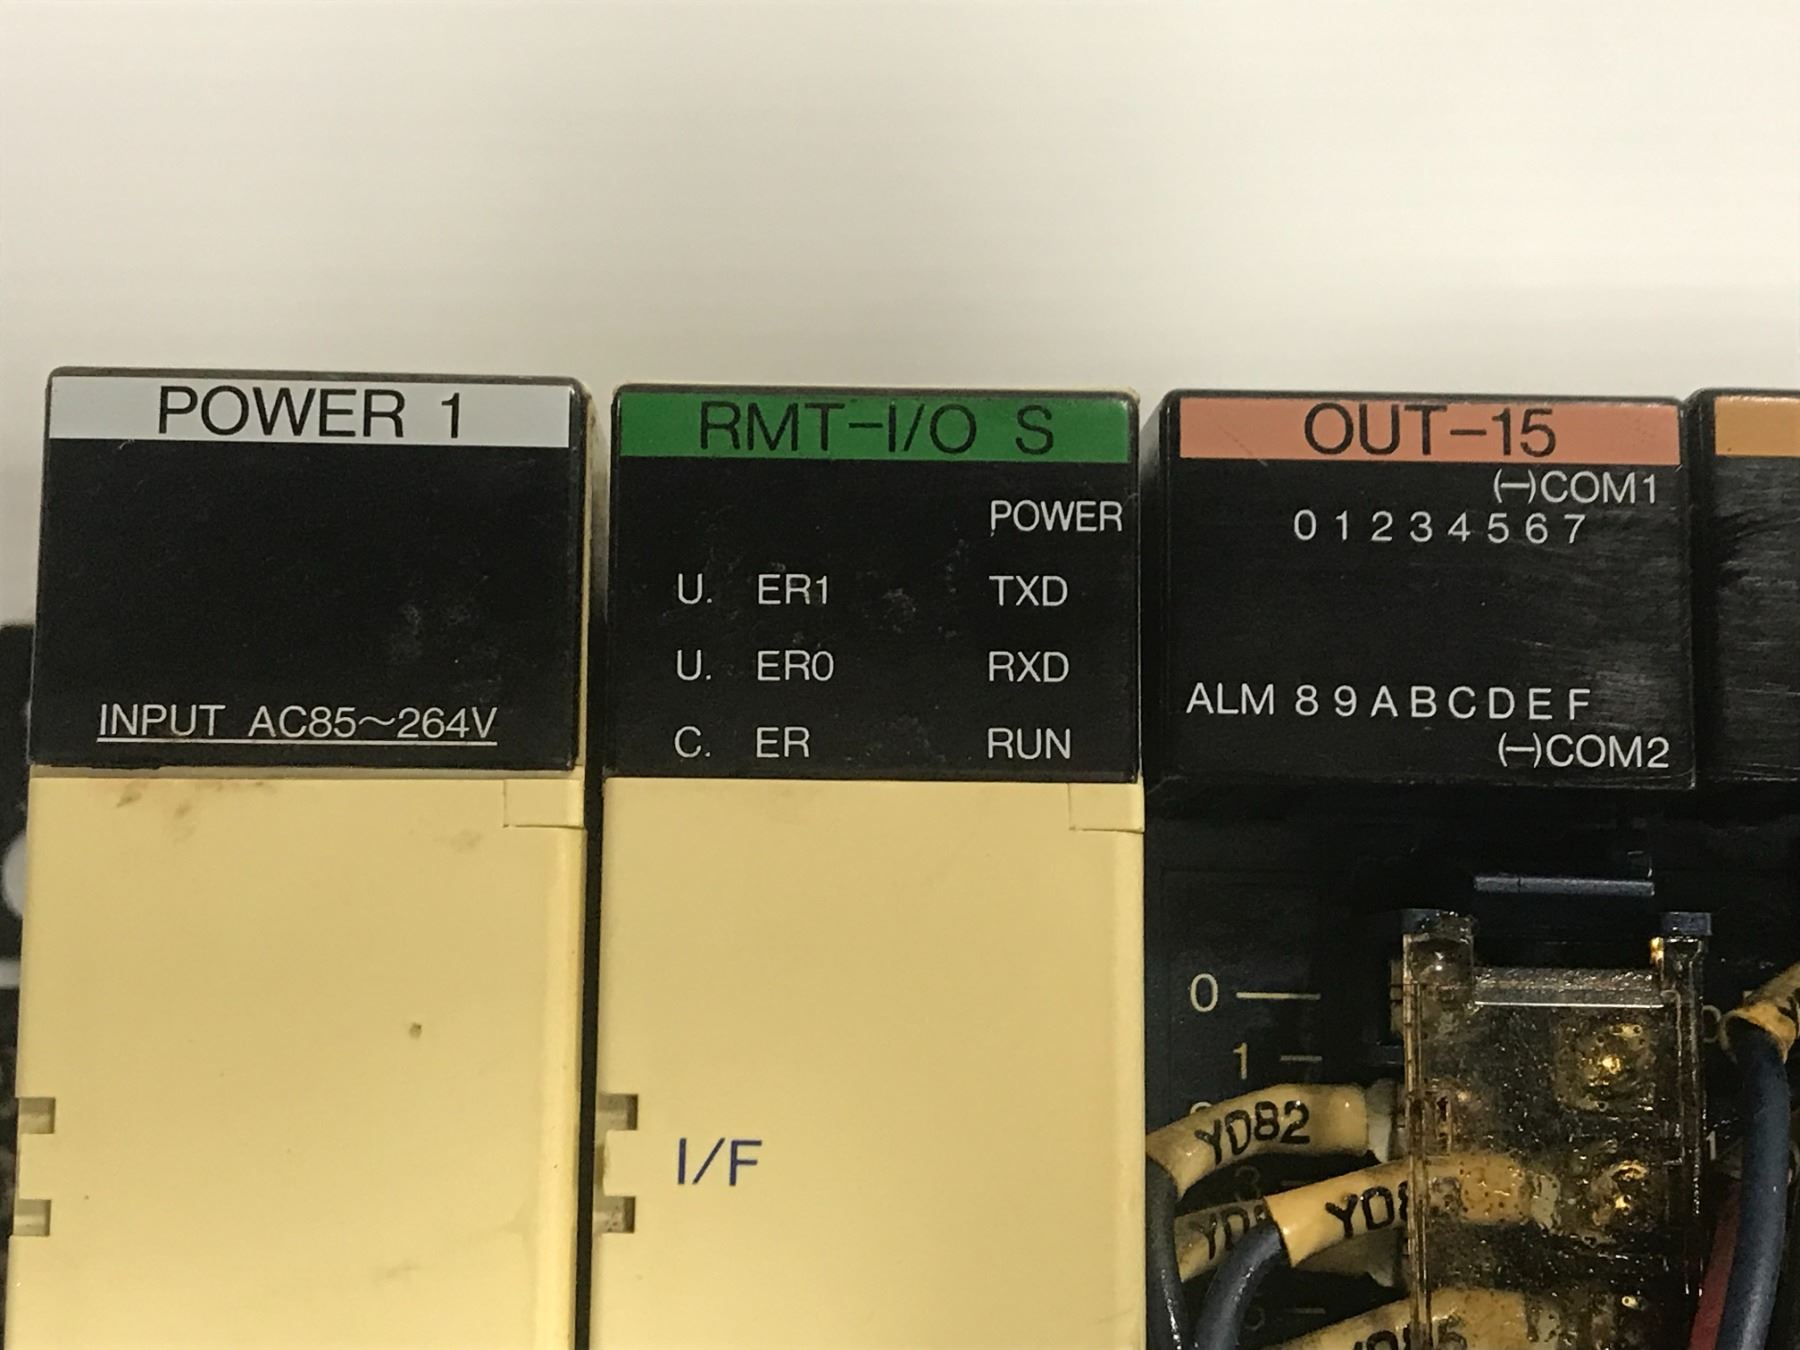 POWER 1
INPUT AC85～264V
RMT-I/O S
POWER
U. ER1 TXD
U. ER0 RXD
C. ER RUN
I/F
OUT-15
(-)COM1
0 1 2 3 4 5 6 7
ALM 8 9 A B C D E F
(-)COM2
0
1
YD82
3